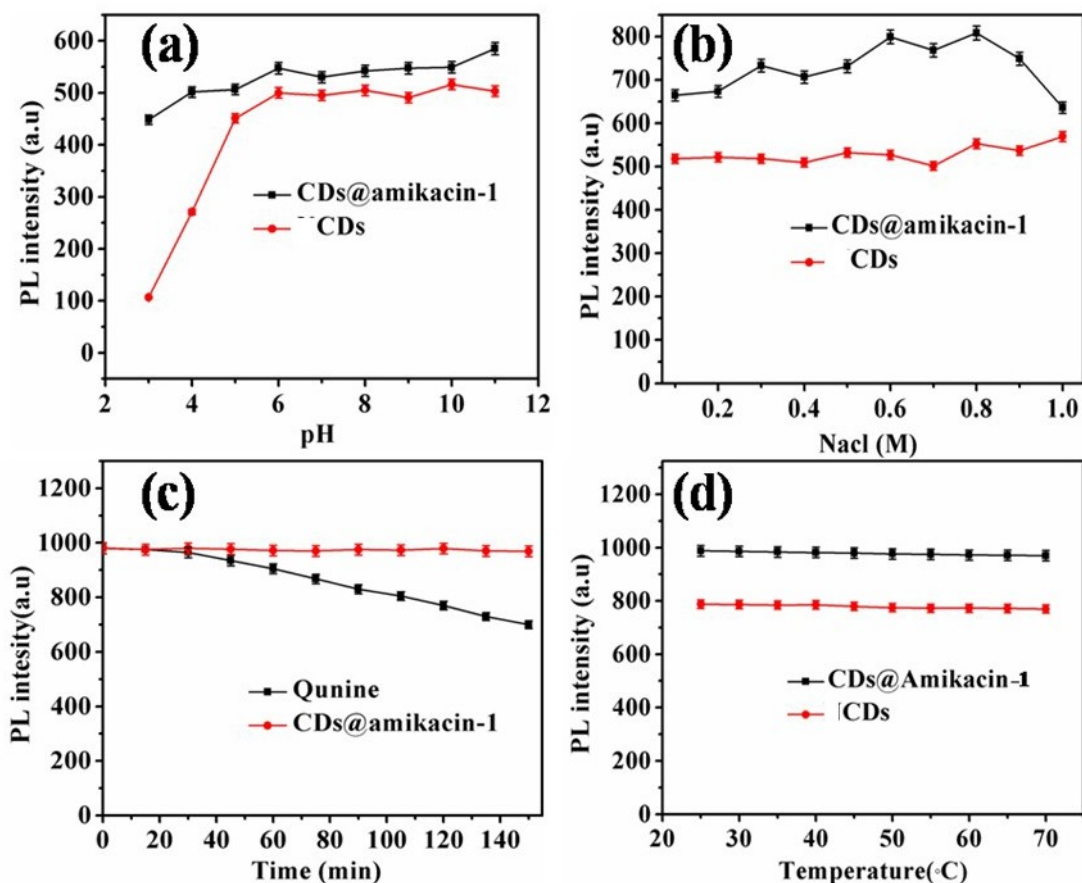 (a)
600
500
400
300
200
100
0
PL intensity (a.u)
CDs@amikacin-1
CDs
2 4 6 8 10 12
pH
(b)
800
700
600
500
400
300
200
100
0
PL intensity (a.u)
CDs@amikacin-1
CDs
0.2 0.4 0.6 0.8 1.0
Nacl (M)
(c)
1200
1000
800
600
400
200
0
PL intesity(a.u)
Qunine
CDs@amikacin-1
0 20 40 60 80 100 120 140
Time (min)
(d)
1200
1000
800
600
400
200
0
PL intensity (a.u)
CDs@Amikacin-1
CDs
20 30 40 50 60 70
Temperature(◦C)